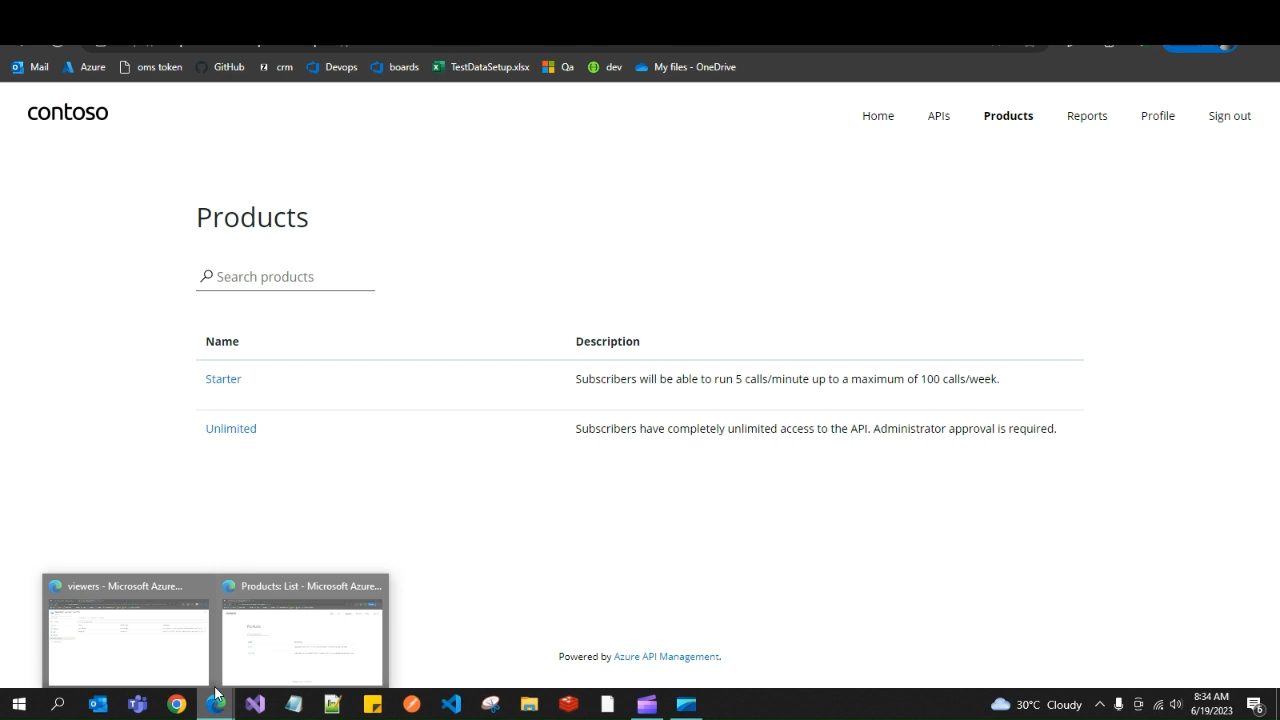 Mail Azure oms token GitHub crm Devops boards TestDataSetup.xlsx Qa dev My files - OneDrive
contoso
Home APIs Products Reports Profile Sign out
Products
Search products
Name Description
Starter Subscribers will be able to run 5 calls/minute up to a maximum of 100 calls/week.
Unlimited Subscribers have completely unlimited access to the API. Administrator approval is required.
viewers - Microsoft Azure... Products: List - Microsoft Azure...
Powered by Azure API Management.
30°C Cloudy
8:34 AM
6/19/2023
6